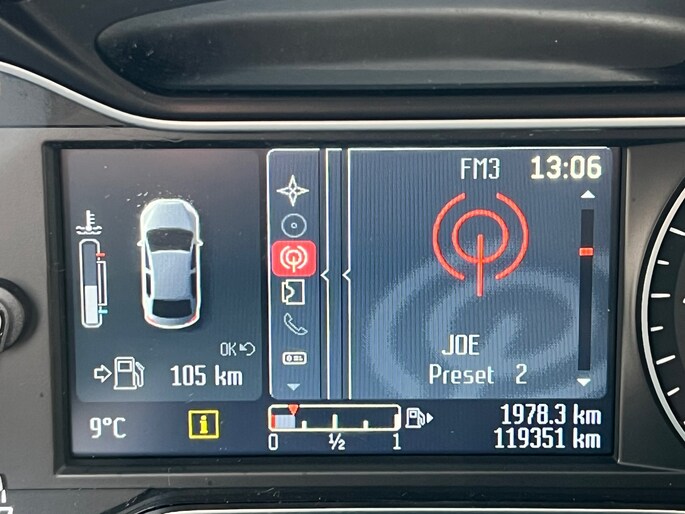 FM3 13:06
JOE
Preset 2
OK
105 km
9°C
i
0 ½ 1
1978.3 km
119351 km